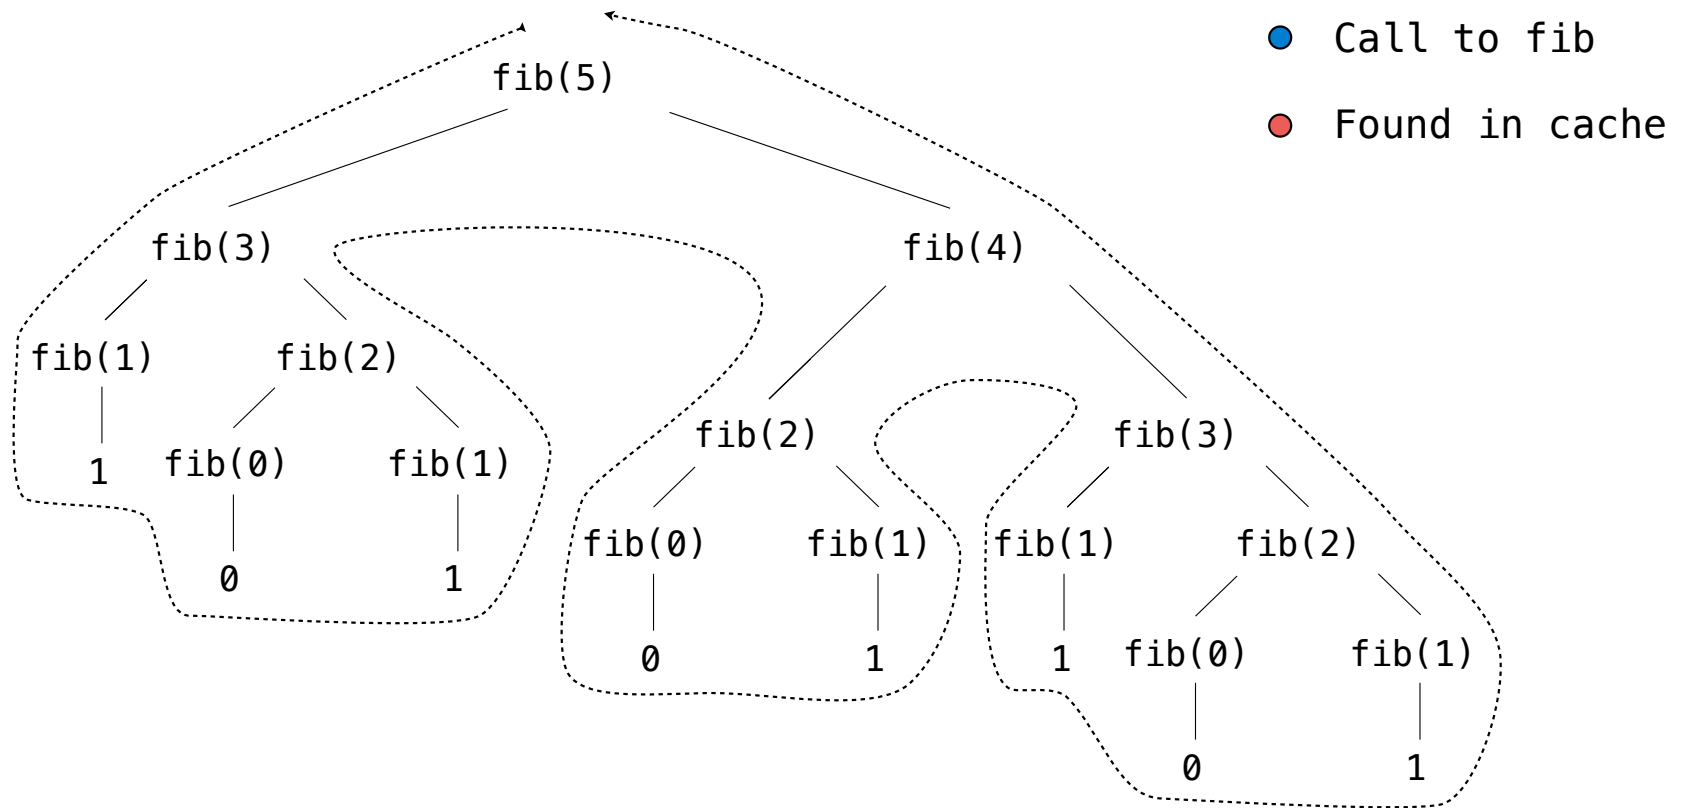 Call to fib
fib(5)
Found in cache
fib(3) fib(4)
fib(1) fib(2)
fib(2) fib(3)
1 fib(0) fib(1)
fib(0) fib(1) fib(1) fib(2)
0 1
0 1 1 fib(0) fib(1)
0 1